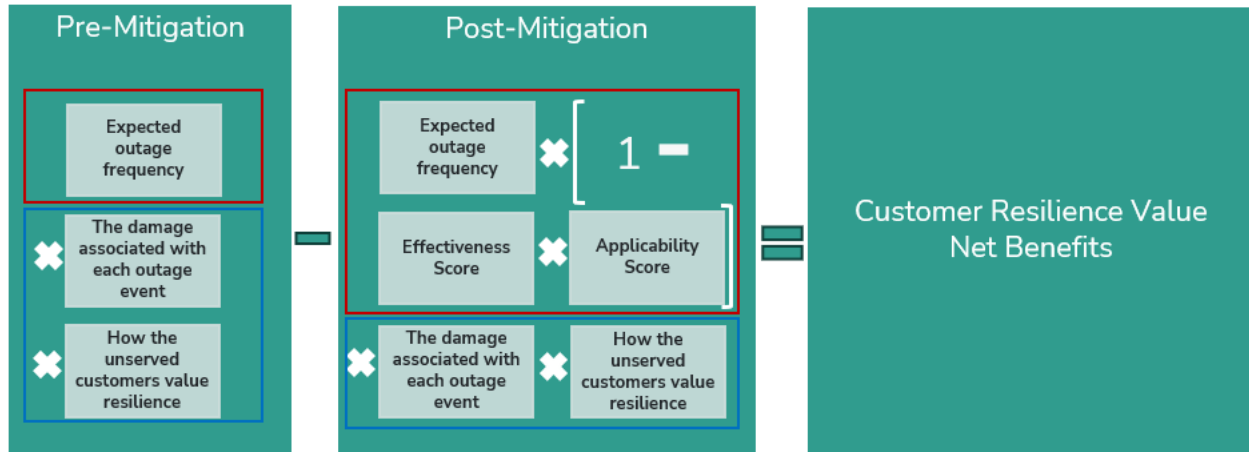 Pre-Mitigation
Expected
outage
frequency
The damage
associated with
each outage
event
How the
unserved
customers value
resilience
Post-Mitigation
Expected
outage
frequency
1
Effectiveness
Score
Applicability
Score
The damage
associated with
each outage
event
How the
unserved
customers value
resilience
Customer Resilience Value
Net Benefits